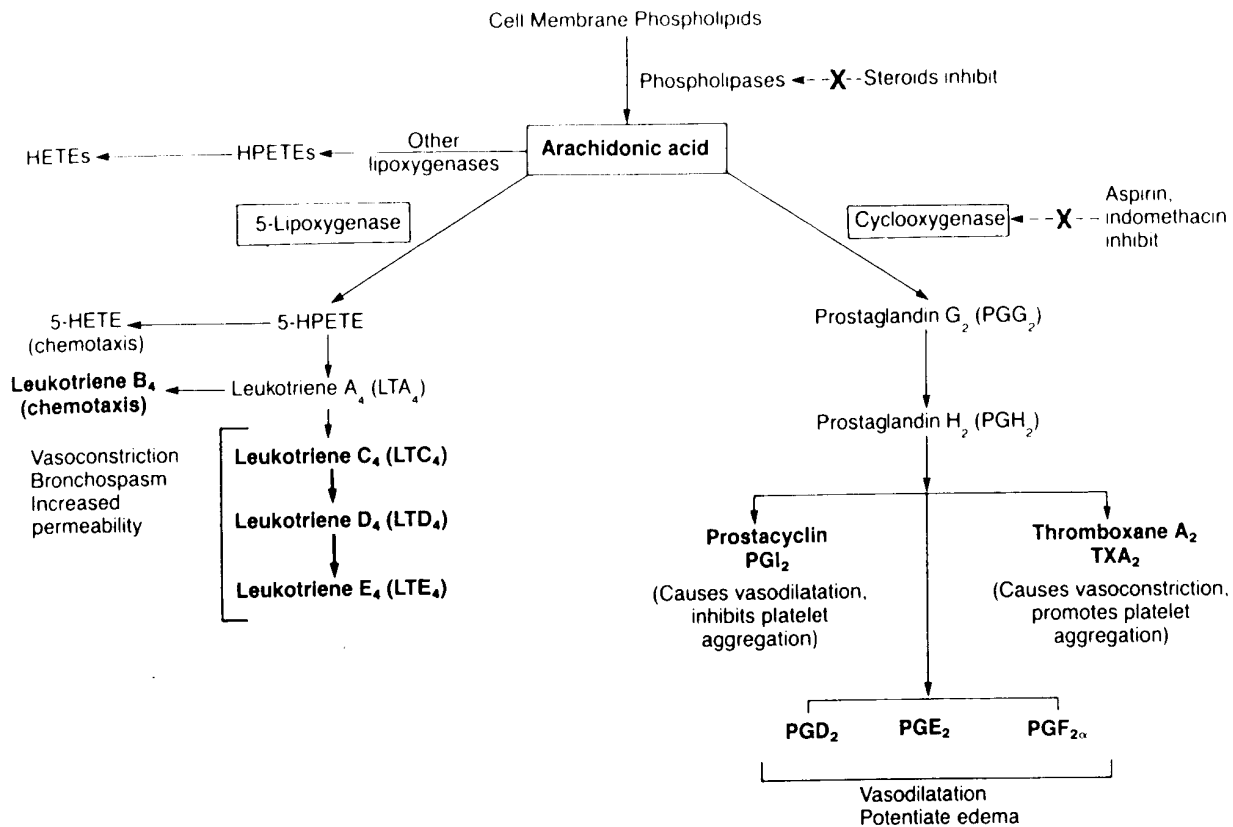 Cell Membrane Phospholipids
Phospholipases
X
Steroids inhibit
Arachidonic acid
Other
lipoxygenases
HPETEs
HETEs
5-Lipoxygenase
Cyclooxygenase
X
Aspirin,
indomethacin
inhibit
5-HETE
(chemotaxis)
5-HPETE
Leukotriene B₄
(chemotaxis)
Leukotriene A₄ (LTA₄)
Vasoconstriction
Bronchospasm
Increased
permeability
Leukotriene C₄ (LTC₄)
Leukotriene D₄ (LTD₄)
Leukotriene E₄ (LTE₄)
Prostaglandin G₂ (PGG₂)
Prostaglandin H₂ (PGH₂)
Prostacyclin
PGI₂
(Causes vasodilatation,
inhibits platelet
aggregation)
Thromboxane A₂
TXA₂
(Causes vasoconstriction,
promotes platelet
aggregation)
PGD₂
PGE₂
PGF₂α
Vasodilatation
Potentiate edema